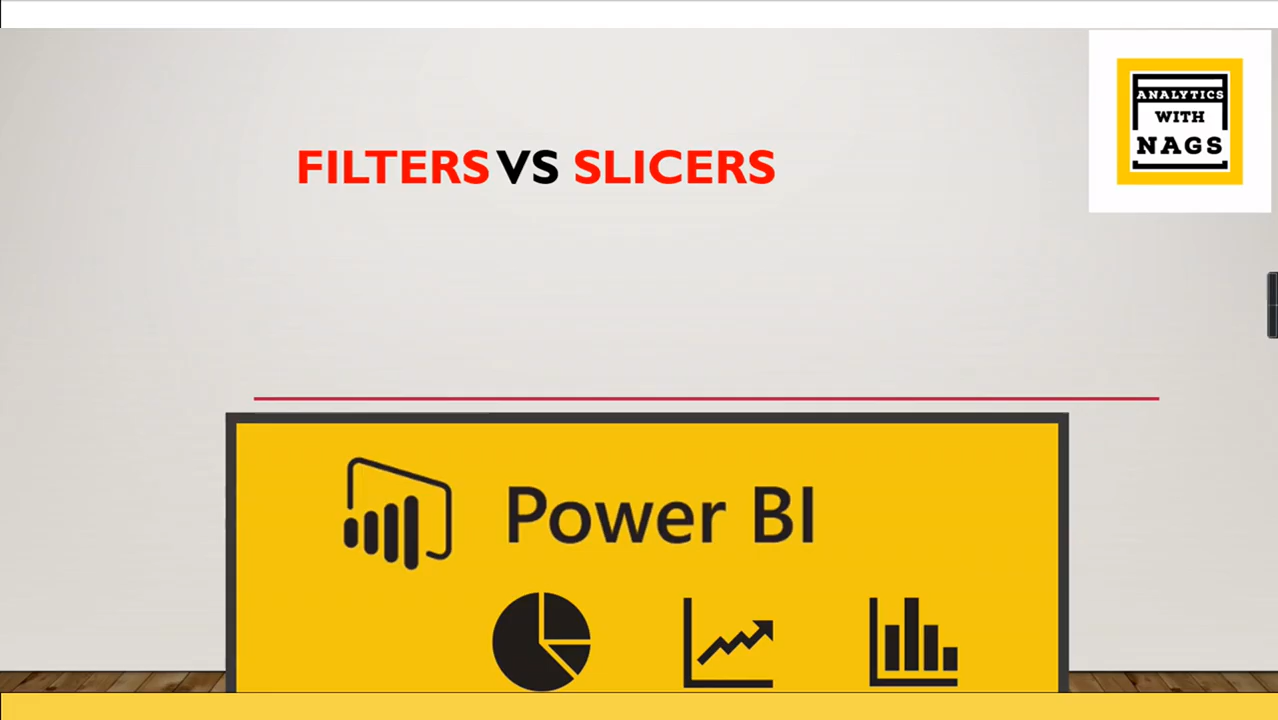 ANALYTICS
WITH
NAGS
FILTERS VS SLICERS
Power BI